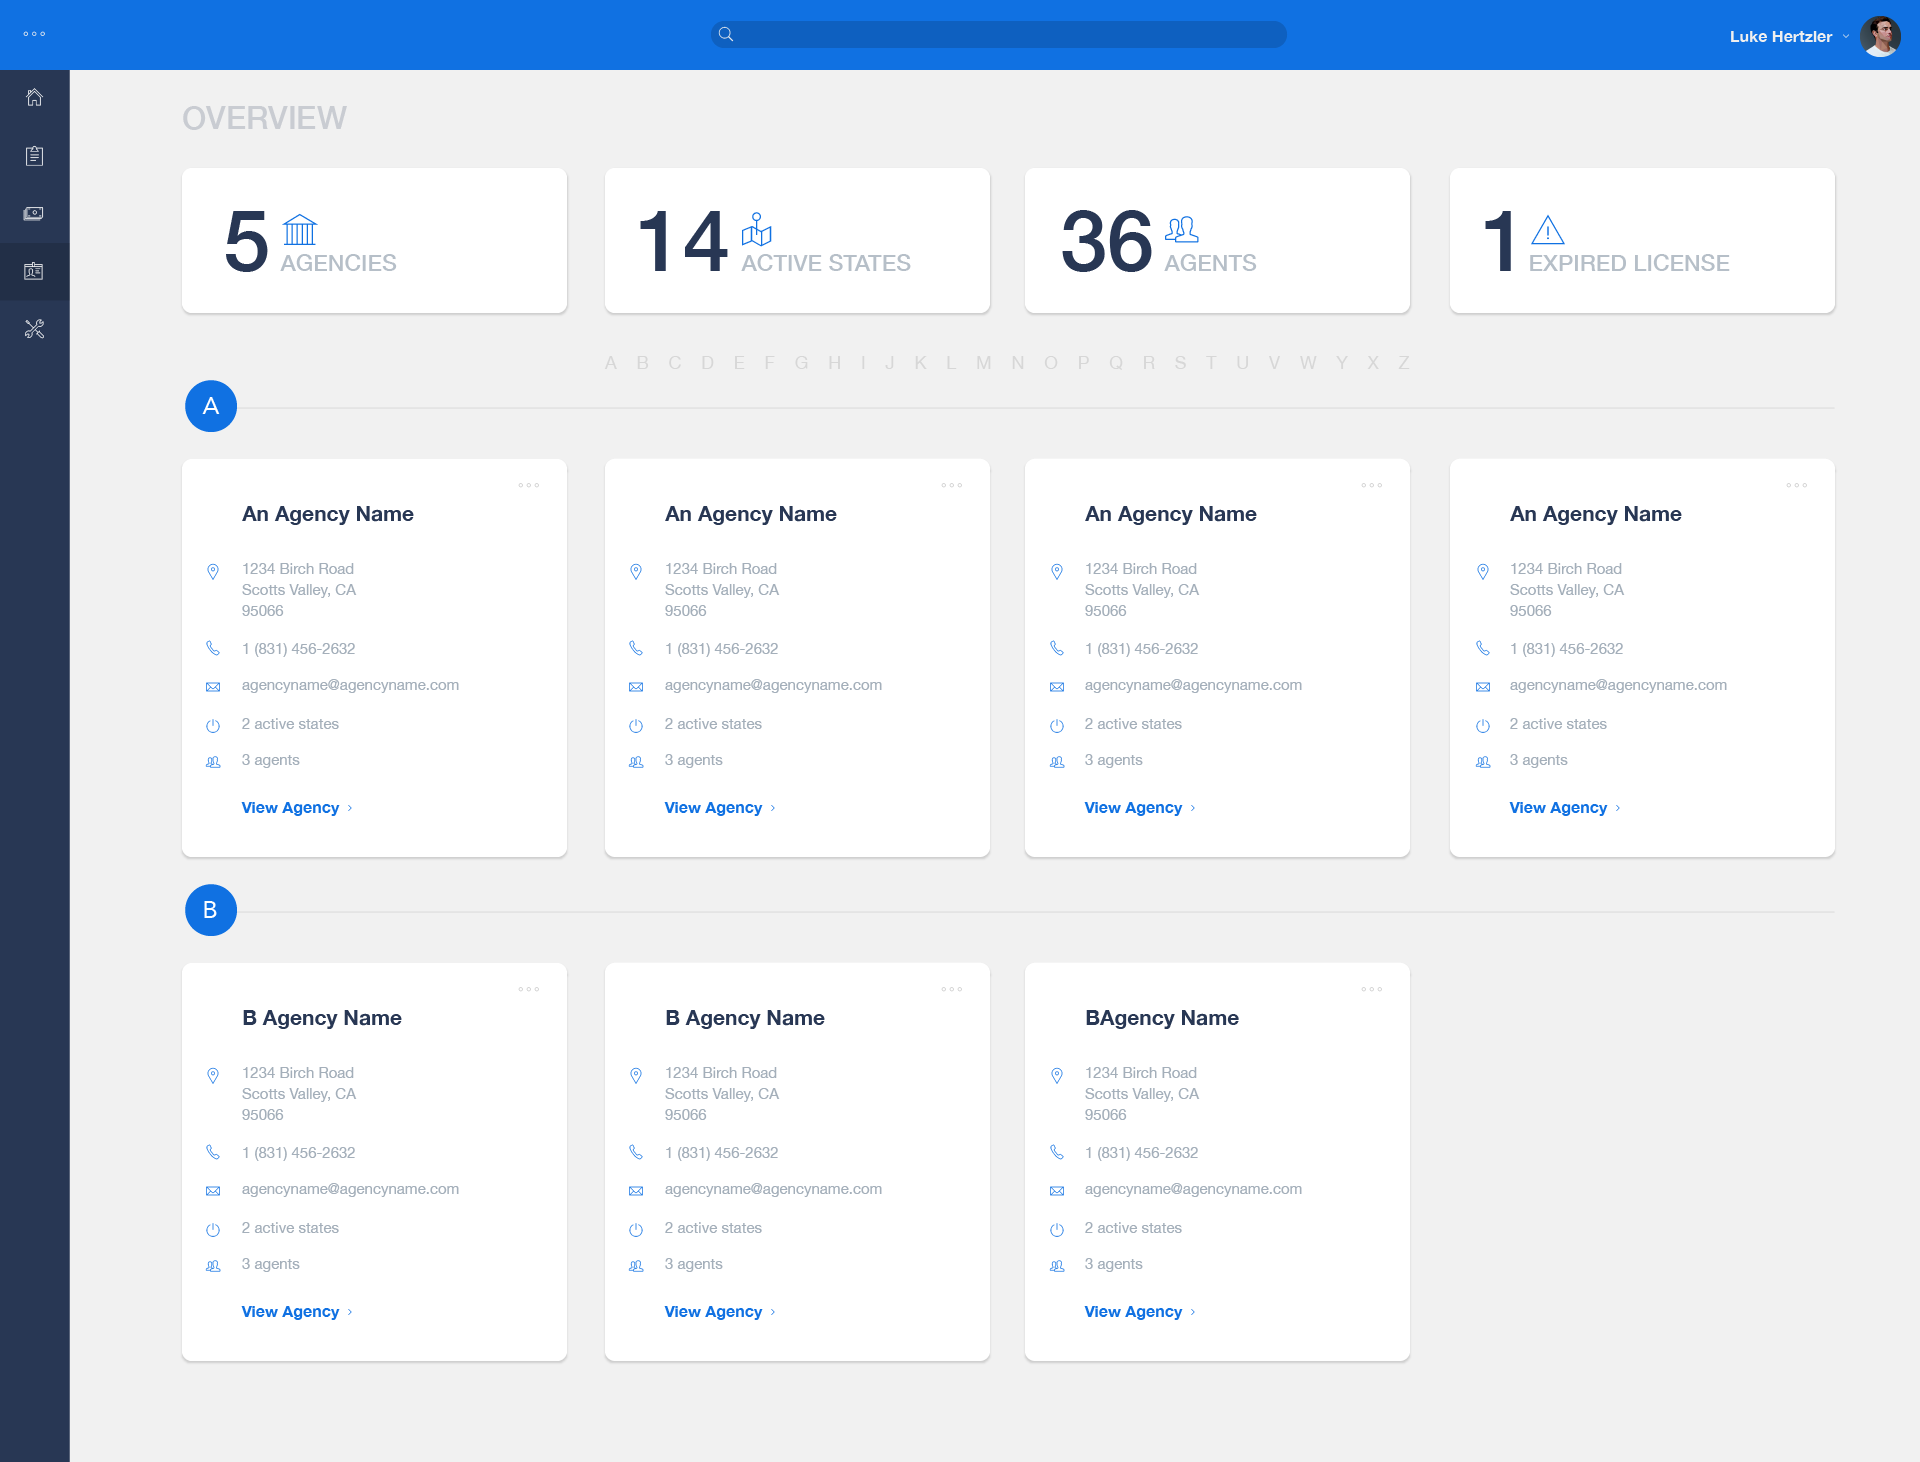 Luke Hertzler
OVERVIEW
5 AGENCIES
14 ACTIVE STATES
36 AGENTS
1 EXPIRED LICENSE
A B C D E F G H I J K L M N O P Q R S T U V W Y X Z
A
An Agency Name
1234 Birch Road
Scotts Valley, CA
95066
1 (831) 456-2632
agencyname@agencyname.com
2 active states
3 agents
View Agency
An Agency Name
1234 Birch Road
Scotts Valley, CA
95066
1 (831) 456-2632
agencyname@agencyname.com
2 active states
3 agents
View Agency
An Agency Name
1234 Birch Road
Scotts Valley, CA
95066
1 (831) 456-2632
agencyname@agencyname.com
2 active states
3 agents
View Agency
An Agency Name
1234 Birch Road
Scotts Valley, CA
95066
1 (831) 456-2632
agencyname@agencyname.com
2 active states
3 agents
View Agency
B
B Agency Name
1234 Birch Road
Scotts Valley, CA
95066
1 (831) 456-2632
agencyname@agencyname.com
2 active states
3 agents
View Agency
B Agency Name
1234 Birch Road
Scotts Valley, CA
95066
1 (831) 456-2632
agencyname@agencyname.com
2 active states
3 agents
View Agency
BAgency Name
1234 Birch Road
Scotts Valley, CA
95066
1 (831) 456-2632
agencyname@agencyname.com
2 active states
3 agents
View Agency